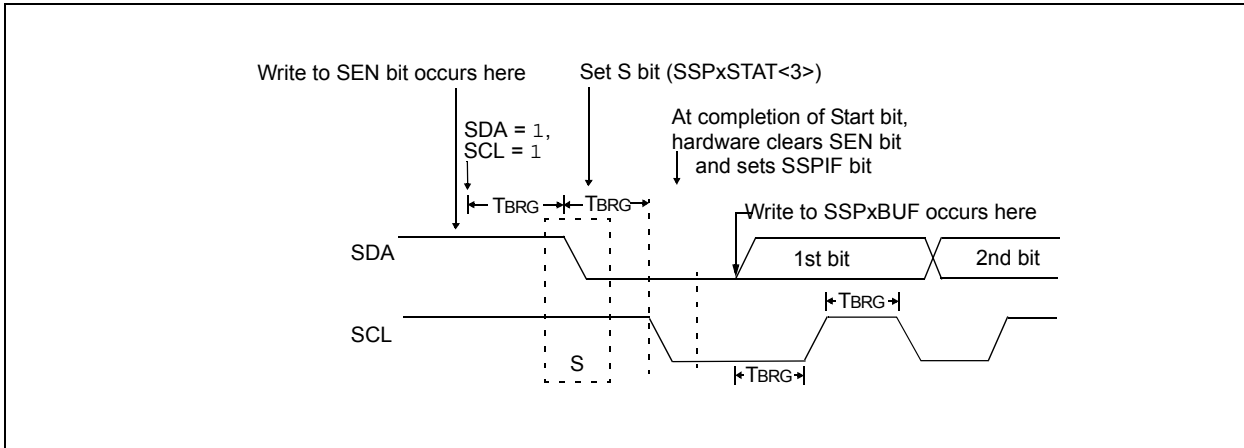 Write to SEN bit occurs here
Set S bit (SSPxSTAT<3>)
SDA = 1,
SCL = 1
At completion of Start bit,
hardware clears SEN bit
and sets SSPIF bit
TBRG
TBRG
Write to SSPxBUF occurs here
SDA
1st bit
2nd bit
TBRG
SCL
S
TBRG